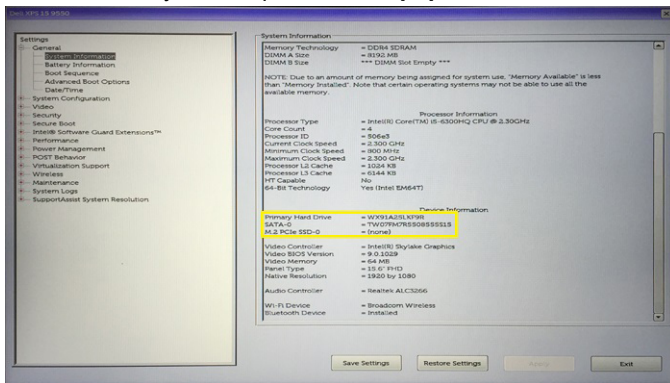 Dell XPS 15 9550
Settings
General
System Information
Battery Information
Boot Sequence
Advanced Boot Options
Date/Time
System Configuration
Video
Security
Secure Boot
Intel® Software Guard Extensions™
Performance
Power Management
POST Behavior
Virtualization Support
Wireless
Maintenance
System Logs
SupportAssist System Resolution
System Information
Memory Technology = DDR4 SDRAM
DIMM A Size = 8192 MB
DIMM B Size *** DIMM Slot Empty ***
NOTE: Due to an amount of memory being assigned for system use, "Memory Available" is less
than "Memory Installed". Note that certain operating systems may not be able to use all the
available memory.
Processor Information
Processor Type = Intel(R) Core(TM) i5-6300HQ CPU @ 2.30GHz
Core Count = 4
Processor ID = 506e3
Current Clock Speed = 2.300 GHz
Minimum Clock Speed = 800 MHz
Maximum Clock Speed = 2.300 GHz
Processor L2 Cache = 1024 KB
Processor L3 Cache = 6144 KB
HT Capable No
64-Bit Technology Yes (Intel EM64T)
Device Information
Primary Hard Drive = WX91A25LXF9R
SATA-0 = TW07FM7R5508555515
M.2 PCIe SSD-0 = (none)
Video Controller = Intel(R) Skylake Graphics
Video BIOS Version = 9.0.1029
Video Memory = 64 MB
Panel Type = 15.6" FHD
Native Resolution = 1920 by 1080
Audio Controller = Realtek ALC3266
Wi-Fi Device = Broadcom Wireless
Bluetooth Device = Installed
Save Settings
Restore Settings
Apply
Exit